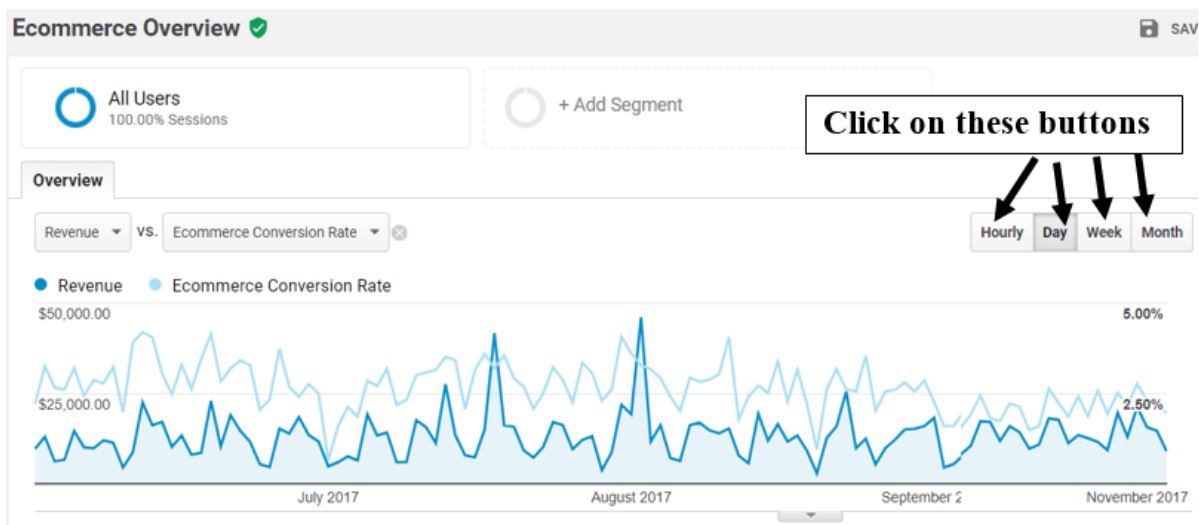 Ecommerce Overview
SAV
All Users
100.00% Sessions
+ Add Segment
Click on these buttons
Overview
Revenue VS. Ecommerce Conversion Rate
Hourly Day Week Month
Revenue Ecommerce Conversion Rate
$50,000.00 5.00%
$25,000.00 2.50%
July 2017 August 2017 September 2 November 2017